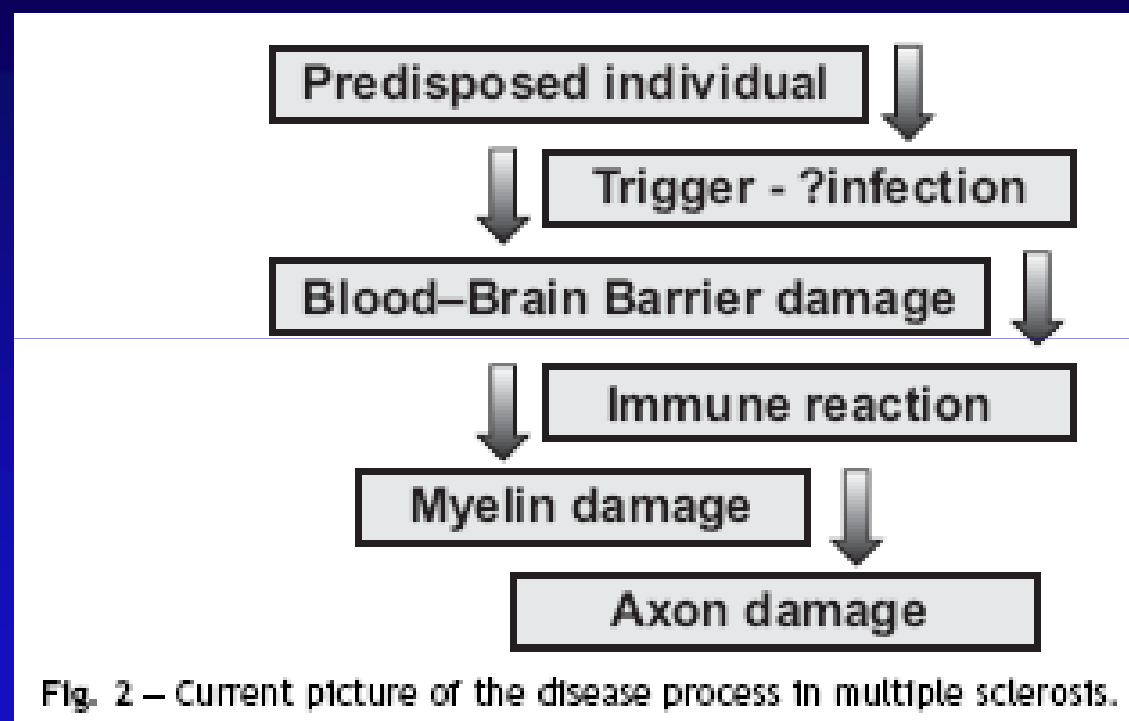 Predisposed individual
Trigger - ?infection
Blood–Brain Barrier damage
Immune reaction
Myelin damage
Axon damage
Fig. 2 – Current picture of the disease process in multiple sclerosis.